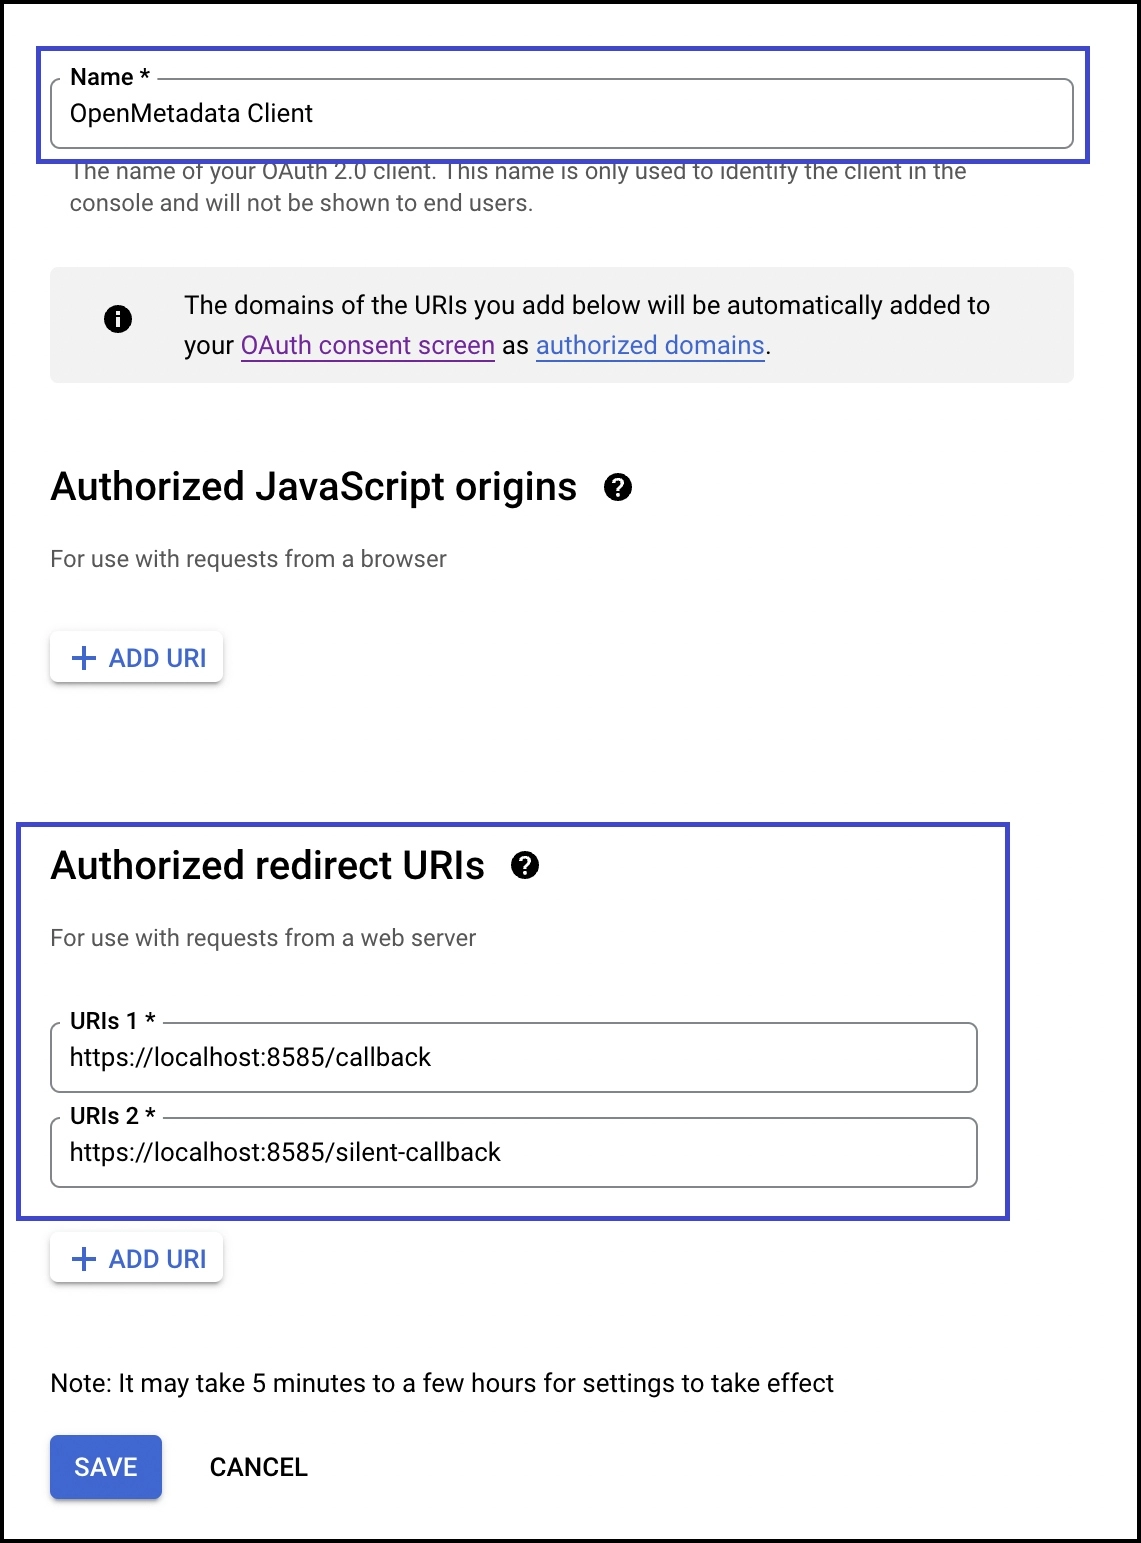 Name *
OpenMetadata Client
The name of your OAuth 2.0 client. This name is only used to identify the client in the
console and will not be shown to end users.
The domains of the URIs you add below will be automatically added to
your OAuth consent screen as authorized domains.
Authorized JavaScript origins
For use with requests from a browser
+ ADD URI
Authorized redirect URIs
For use with requests from a web server
URIs 1 *
https://localhost:8585/callback
URIs 2 *
https://localhost:8585/silent-callback
+ ADD URI
Note: It may take 5 minutes to a few hours for settings to take effect
SAVE CANCEL